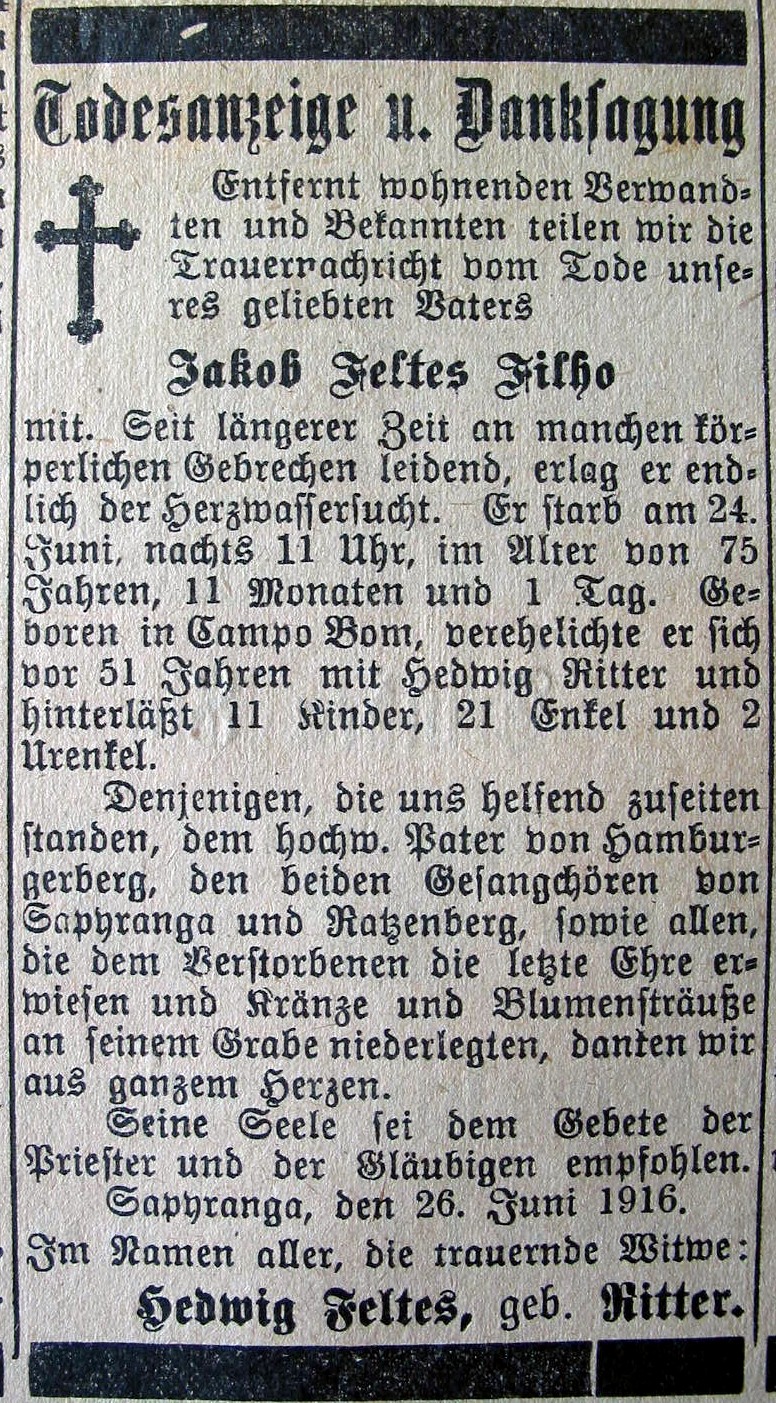 Todesanzeige u. Dankſagung
Entfernt wohnenden Verwand-
ten und Bekannten teilen wir die
Trauernachricht vom Tode unſe-
res geliebten Vaters
Jakob Feltes Filho
mit. Seit längerer Zeit an manchen kör-
perlichen Gebrechen leidend, erlag er end-
lich der Herzwaſſerſucht. Er ſtarb am 24.
Juni, nachts 11 Uhr, im Alter von 75
Jahren, 11 Monaten und 1 Tag. Ge-
boren in Campo Bom, verehelichte er ſich
vor 51 Jahren mit Hedwig Ritter und
hinterläßt 11 Kinder, 21 Enkel und 2
Urenkel.
Denjenigen, die uns helfend zuſeiten
ſtanden, dem hochw. Pater von Hambur-
gerberg, den beiden Geſangchören von
Sapyranga und Ratzenberg, ſowie allen,
die dem Verſtorbenen die letzte Ehre er-
wieſen und Kränze und Blumenſträuße
an ſeinem Grabe niederlegten, danken wir
aus ganzem Herzen.
Seine Seele ſei dem Gebete der
Prieſter und der Gläubigen empfohlen.
Sapyranga, den 26. Juni 1916.
Im Namen aller, die trauernde Witwe:
Hedwig Feltes, geb. Ritter.